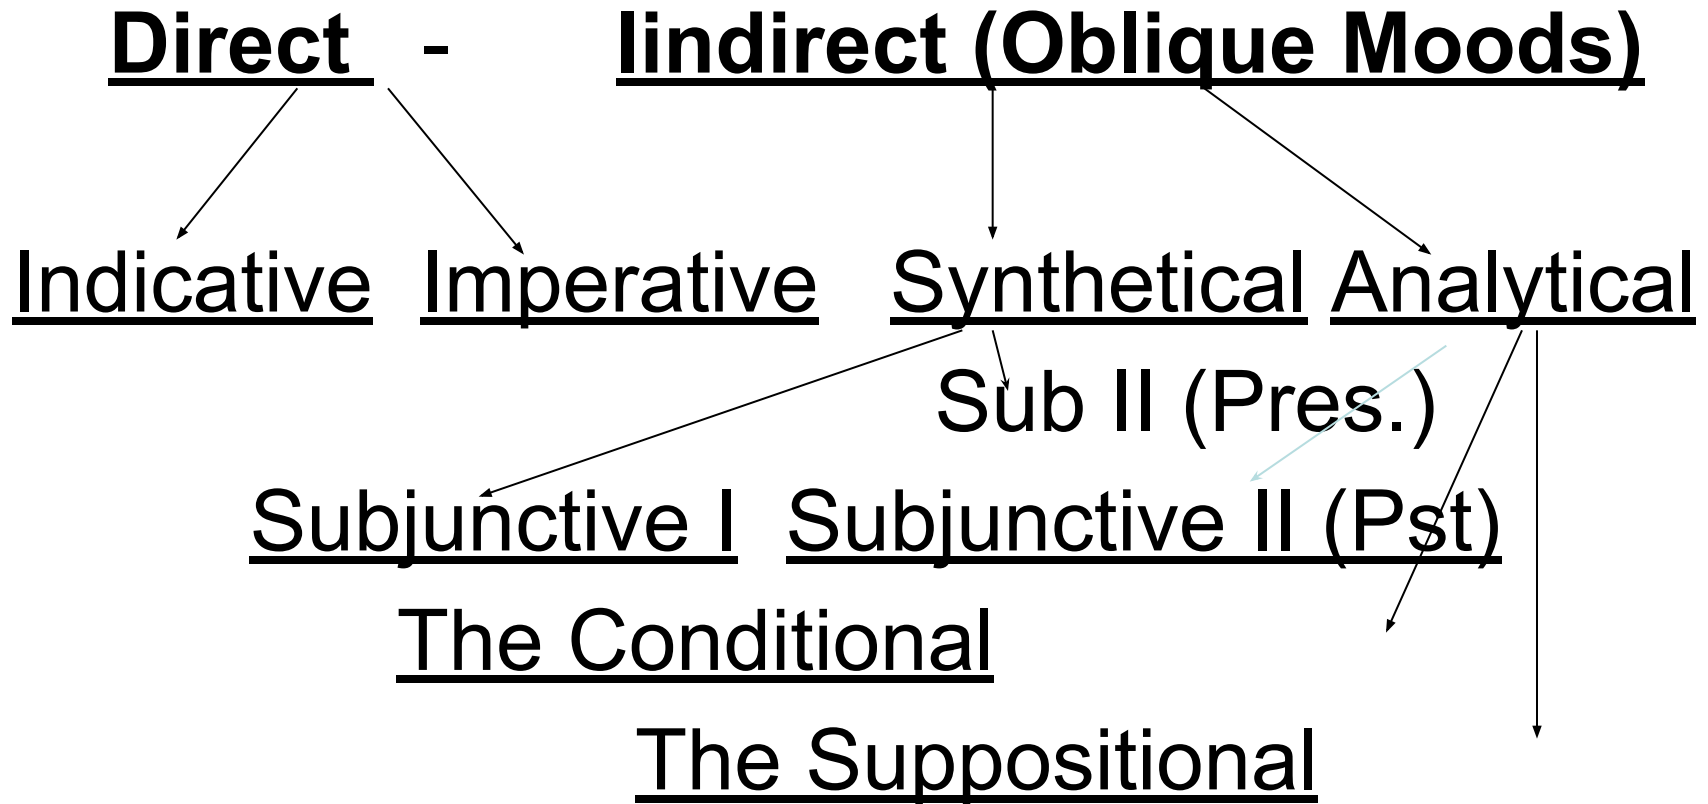 Direct - Iindirect (Oblique Moods)
Indicative Imperative Synthetical Analytical
Sub II (Pres.)
Subjunctive I Subjunctive II (Pst)
The Conditional
The Suppositional